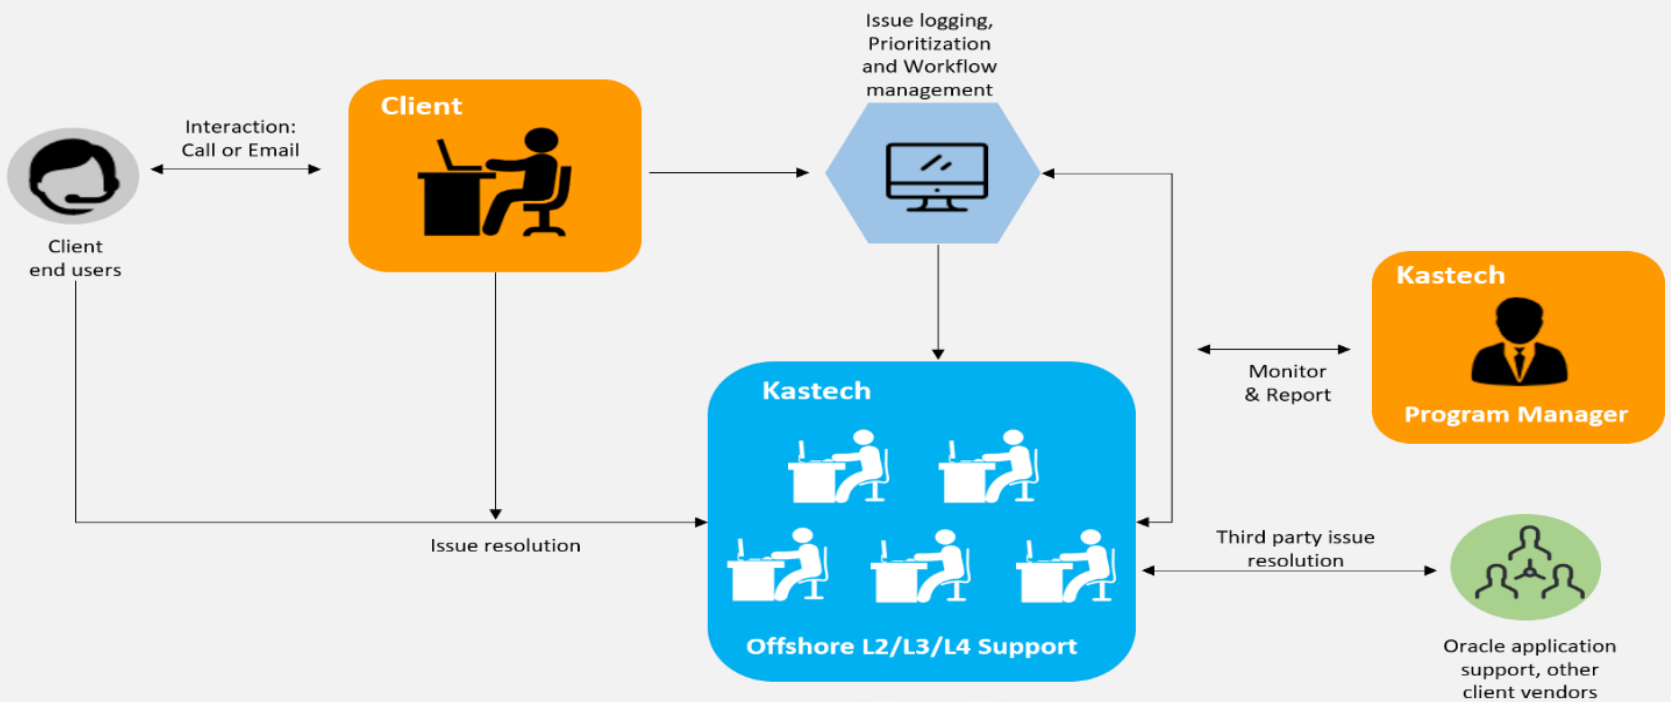 Issue logging,
Prioritization
and Workflow
management
Client
Interaction:
Call or Email
Client
end users
Kastech
Program Manager
Monitor
& Report
Kastech
Offshore L2/L3/L4 Support
Issue resolution
Third party issue
resolution
Oracle application
support, other
client vendors